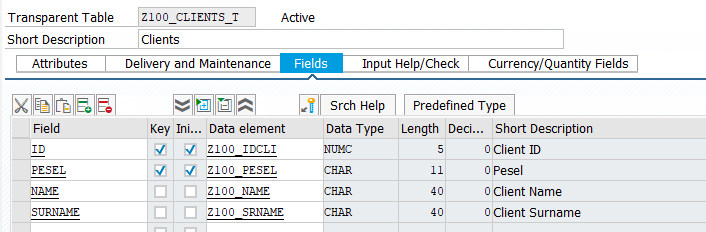 Transparent Table Z100_CLIENTS_T Active
Short Description Clients
Attributes Delivery and Maintenance Fields Input Help/Check Currency/Quantity Fields
Srch Help Predefined Type
Field Key Ini... Data element Data Type Length Deci... Short Description
ID Z100_IDCLI NUMC 5 0 Client ID
PESEL Z100_PESEL CHAR 11 0 Pesel
NAME Z100_NAME CHAR 40 0 Client Name
SURNAME Z100_SRNAME CHAR 40 0 Client Surname